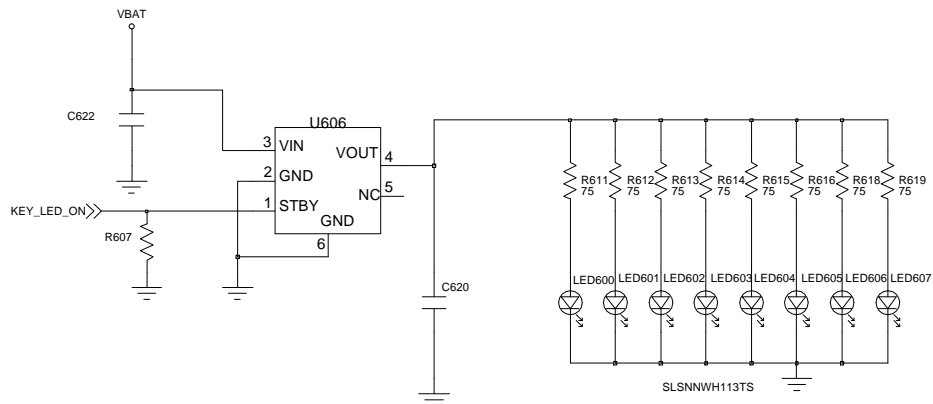 VBAT
C622
U606
3 VIN
VOUT 4
2 GND
NC 5
KEY_LED_ON
1 STBY
GND
6
R607
C620
R611 75
R612 75
R613 75
R614 75
R615 75
R616 75
R618 75
R619 75
LED600 LED601 LED602 LED603 LED604 LED605 LED606 LED607
SLSNNWH113TS